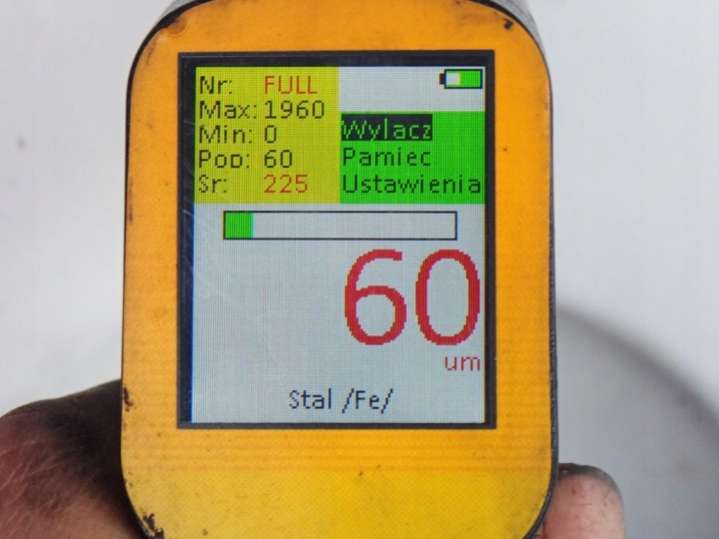 Nr: FULL
Max: 1960
Min: 0
Pop: 60
Sr: 225
Wylacz
Pamiec
Ustawienia
60
um
Stal /Fe/